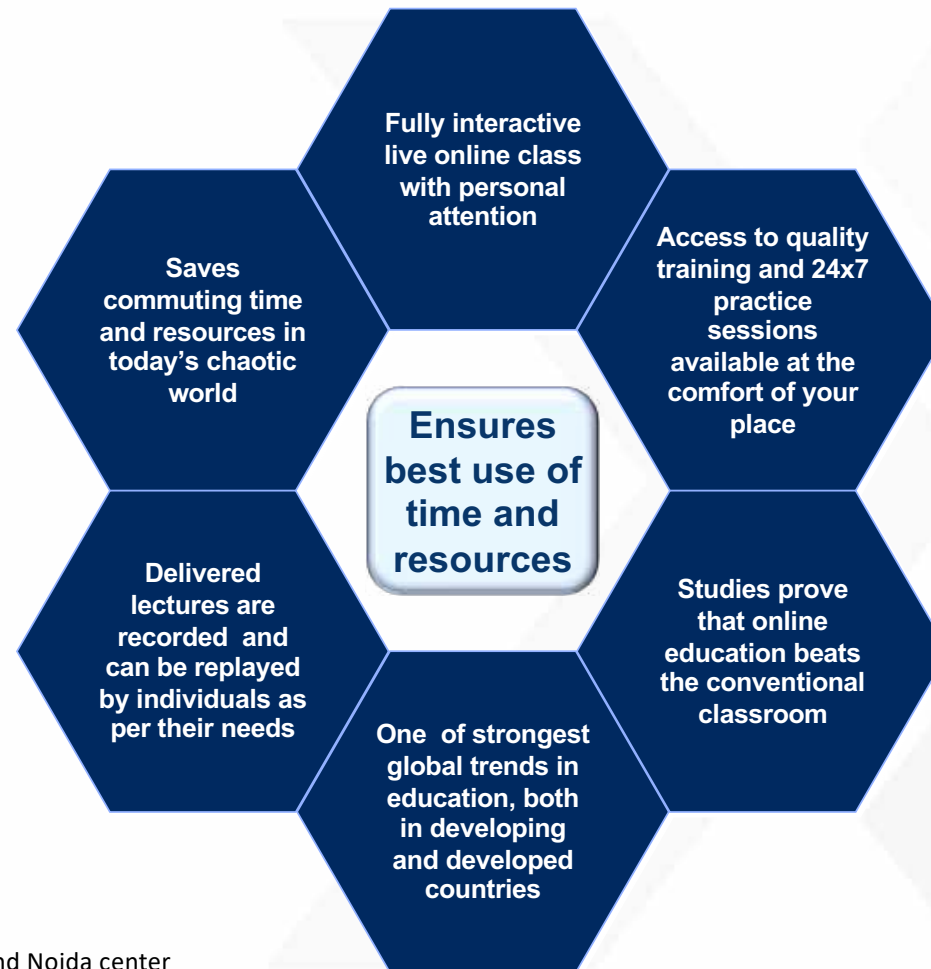 Fully interactive
live online class
with personal
attention
Access to quality
training and 24x7
practice
sessions
available at the
comfort of your
place
Studies prove
that online
education beats
the conventional
classroom
One of strongest
global trends in
education, both
in developing
and developed
countries
Delivered
lectures are
recorded and
can be replayed
by individuals as
per their needs
Saves
commuting time
and resources in
today’s chaotic
world
Ensures
best use of
time and
resources
nd Noida center